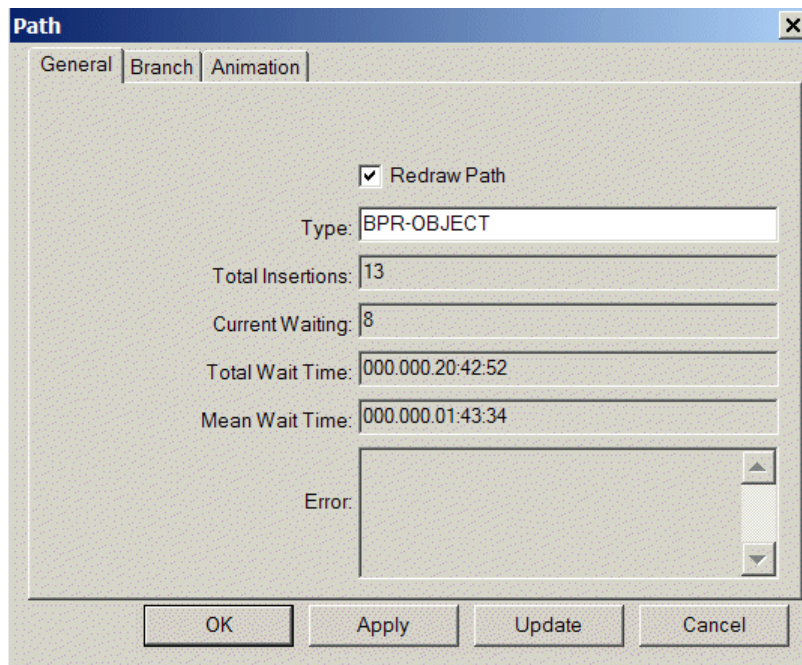 Path
General Branch Animation
Redraw Path
Type: BPR-OBJECT
Total Insertions: 13
Current Waiting: 8
Total Wait Time: 000.000.20:42:52
Mean Wait Time: 000.000.01:43:34
Error:
OK Apply Update Cancel